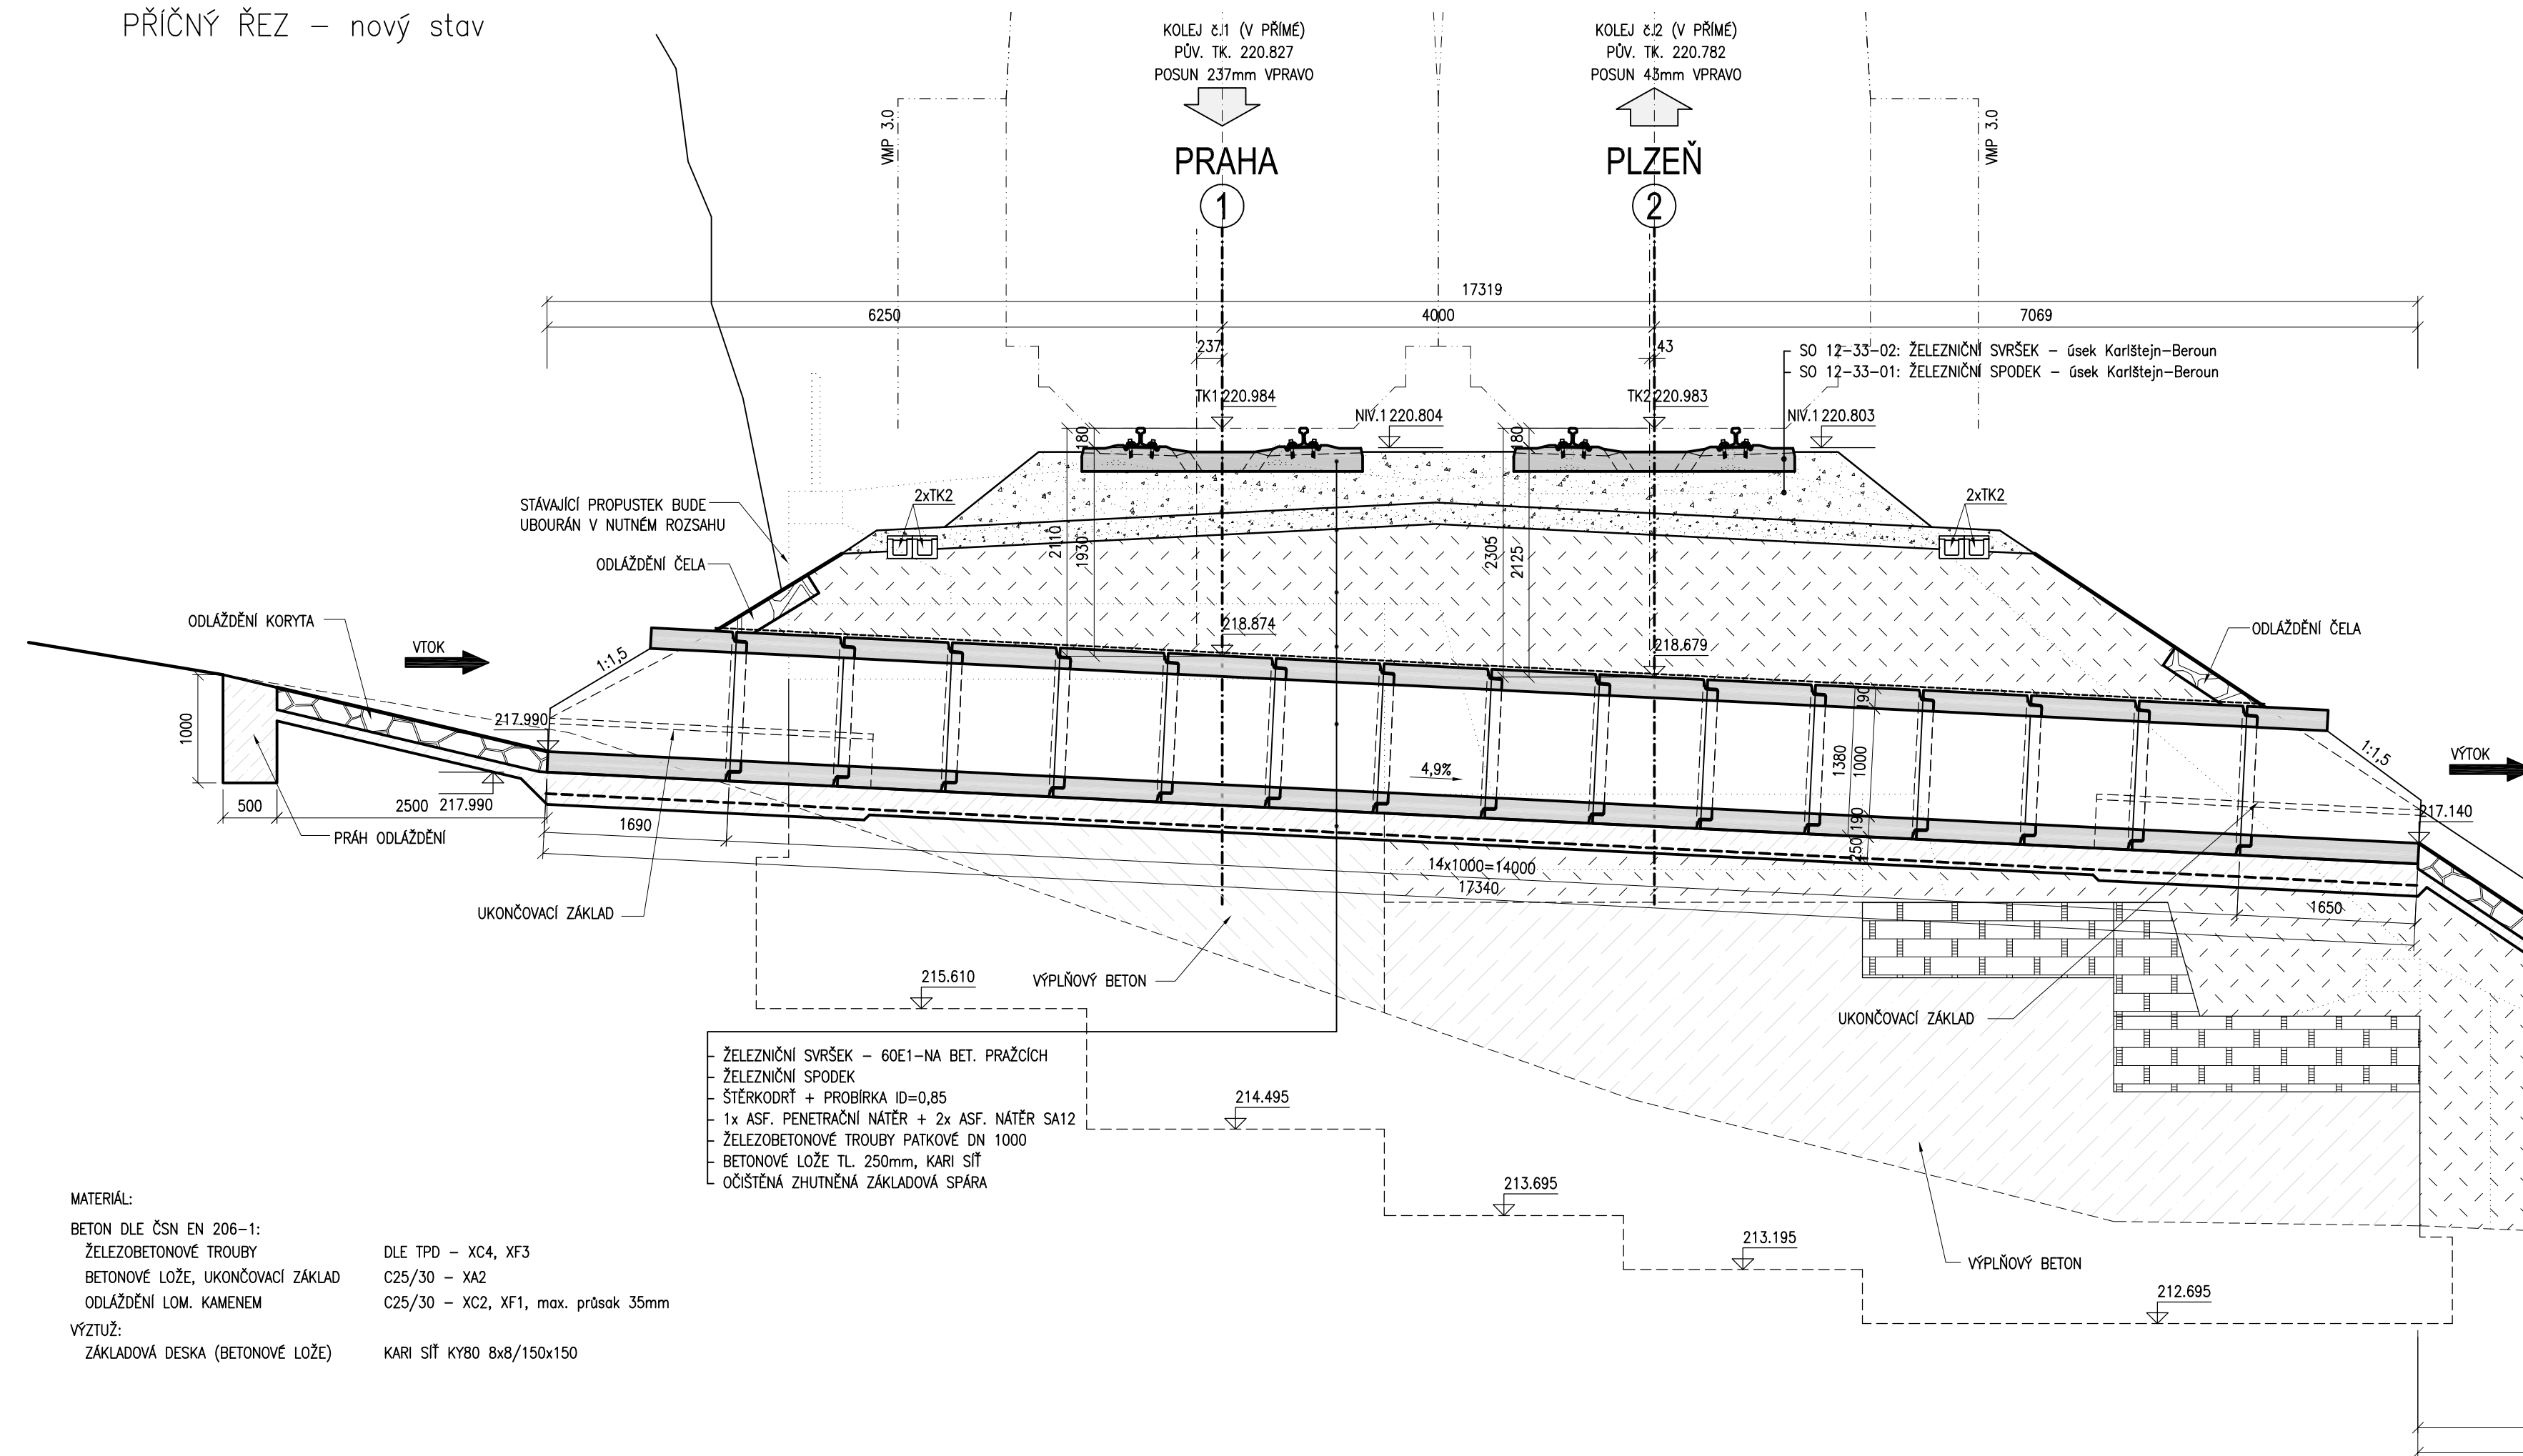 PŘÍČNÝ ŘEZ – nový stav
KOLEJ č.1 (V PŘÍMÉ)
PŮV. TK. 220.827
POSUN 237mm VPRAVO
KOLEJ č.2 (V PŘÍMÉ)
PŮV. TK. 220.782
POSUN 43mm VPRAVO
VMP 3.0
VMP 3.0
PRAHA
PLZEŇ
1
2
17319
6250
4000
7069
237
43
SO 12-33-02: ŽELEZNIČNÍ SVRŠEK – úsek Karlštejn-Beroun
SO 12-33-01: ŽELEZNIČNÍ SPODEK – úsek Karlštejn-Beroun
TK1 220.984
NIV.1 220.804
TK2 220.983
NIV.1 220.803
180
180
2xTK2
2xTK2
STÁVAJÍCÍ PROPUSTEK BUDE
UBOURÁN V NUTNÉM ROZSAHU
2110
1930
2305
2125
ODLÁŽDĚNÍ ČELA
ODLÁŽDĚNÍ KORYTA
VTOK
1:1,5
218.874
218.679
ODLÁŽDĚNÍ ČELA
190
1000
217.990
1380
1000
4,9%
1:1,5
VÝTOK
500
2500
217.990
217.140
PRÁH ODLÁŽDĚNÍ
1690
190
250
14x1000=14000
17340
1650
UKONČOVACÍ ZÁKLAD
VÝPLŇOVÝ BETON
215.610
UKONČOVACÍ ZÁKLAD
ŽELEZNIČNÍ SVRŠEK – 60E1-NA BET. PRAŽCÍCH
ŽELEZNIČNÍ SPODEK
ŠTĚRKODRŤ + PROBÍRKA ID=0,85
1x ASF. PENETRAČNÍ NÁTĚR + 2x ASF. NÁTĚR SA12
ŽELEZOBETONOVÉ TROUBY PATKOVÉ DN 1000
BETONOVÉ LOŽE TL. 250mm, KARI SÍŤ
OČIŠTĚNÁ ZHUTNĚNÁ ZÁKLADOVÁ SPÁRA
214.495
213.695
213.195
VÝPLŇOVÝ BETON
212.695
MATERIÁL:
BETON DLE ČSN EN 206-1:
ŽELEZOBETONOVÉ TROUBY DLE TPD – XC4, XF3
BETONOVÉ LOŽE, UKONČOVACÍ ZÁKLAD C25/30 – XA2
ODLÁŽDĚNÍ LOM. KAMENEM C25/30 – XC2, XF1, max. průsak 35mm
VÝZTUŽ:
ZÁKLADOVÁ DESKA (BETONOVÉ LOŽE) KARI SÍŤ KY80 8x8/150x150